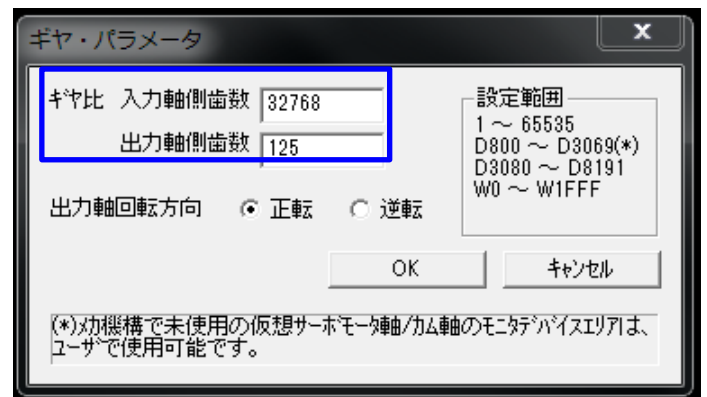 ギヤ・パラメータ
x
ｷﾞﾔ比 入力軸側歯数 32768
出力軸側歯数 125
出力軸回転方向 正転 逆転
設定範囲
1 ～ 65535
D800 ～ D3069(*)
D3080 ～ D8191
W0 ～ W1FFF
OK ｷｬﾝｾﾙ
(*)ﾒｶ機構で未使用の仮想ｻｰﾎﾞﾓｰﾀ軸/ｶﾑ軸のﾓﾆﾀﾃﾞﾊﾞｲｽｴﾘｱは、
ﾕｰｻﾞで使用可能です。